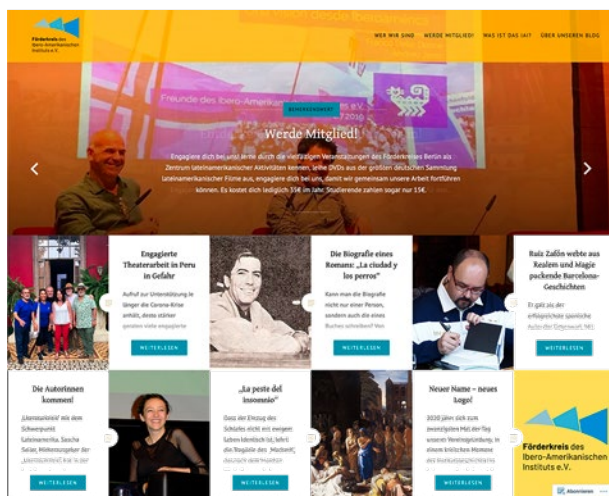 Förderkreis des
Ibero-Amerikanischen
Instituts e.V.
WER WIR SIND WERDE MITGLIED! WAS IST DAS IAI? ÜBER UNSEREN BLOG
Freunde des Ibero-Amerikanischen
Werde Mitglied!
Engagiere dich bei uns! Lerne durch die vielfältigen Veranstaltungen des Förderkreises Berlin als
Zentrum lateinamerikanischer Aktivitäten kennen, leihe DVDs aus der größten deutschen Sammlung
lateinamerikanischer Filme aus, engagiere dich bei uns, damit wir gemeinsam unsere Arbeit fortführen
können. Es kostet dich lediglich 35€ im Jahr, Studierende zahlen sogar nur 15€.
Engagierte
Theaterarbeit in Peru
in Gefahr
Aufruf zur Unterstützung Je
länger die Corona-Krise
anhält, desto stärker
geraten viele engagierte
WEITERLESEN
Die Biografie eines
Romans: „La ciudad y
los perros“
Kann man die Biografie
nicht nur einer Person,
sondern auch die eines
Buches schreiben? Von
WEITERLESEN
Ruiz Zafón webte aus
Realem und Magie
packende Barcelona-
Geschichten
Er galt als der
erfolgreichste spanische
Autor der Gegenwart. Mit
WEITERLESEN
Die Autorinnen
kommen!
mit dem
Schwerpunkt
Lateinamerika. Sascha
WEITERLESEN
„La peste del
insomnio“
Dass der Entzug des
Schlafes nicht mit ewigem
Leben identisch ist, lehrt
WEITERLESEN
Neuer Name – neues
Logo!
2020 jährt sich zum
zwanzigsten Mal der Tag
unserer Vereinsgründung. In
einem kritischen Moment
WEITERLESEN
Förderkreis des
Ibero-Amerikanischen
Instituts e.V.
Abonnieren